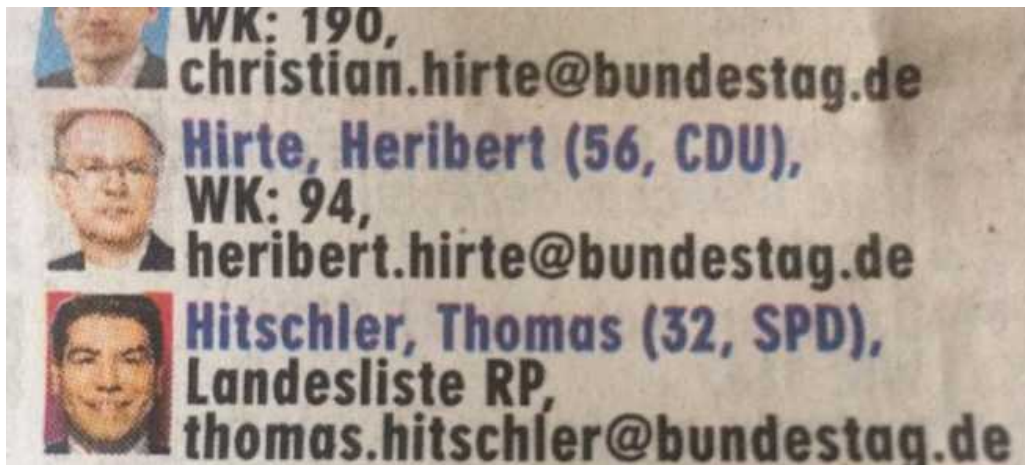 WK: 190,
christian.hirte@bundestag.de
Hirte, Heribert (56, CDU),
WK: 94,
heribert.hirte@bundestag.de
Hitschler, Thomas (32, SPD),
Landesliste RP,
thomas.hitschler@bundestag.de